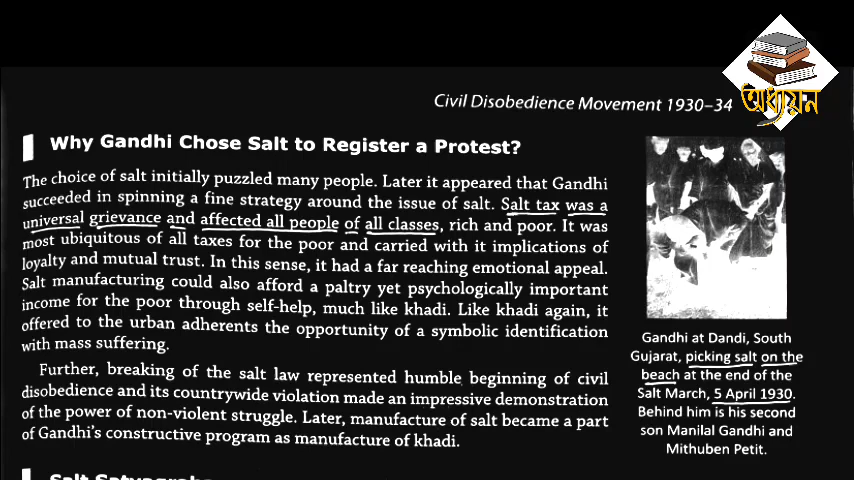 অধ্যয়ন
Civil Disobedience Movement 1930–34
Why Gandhi Chose Salt to Register a Protest?
The choice of salt initially puzzled many people. Later it appeared that Gandhi
succeeded in spinning a fine strategy around the issue of salt. Salt tax was a
universal grievance and affected all people of all classes, rich and poor. It was
most ubiquitous of all taxes for the poor and carried with it implications of
loyalty and mutual trust. In this sense, it had a far reaching emotional appeal.
Salt manufacturing could also afford a paltry yet psychologically important
income for the poor through self-help, much like khadi. Like khadi again, it
offered to the urban adherents the opportunity of a symbolic identification
with mass suffering.
Further, breaking of the salt law represented humble beginning of civil
disobedience and its countrywide violation made an impressive demonstration
of the power of non-violent struggle. Later, manufacture of salt became a part
of Gandhi's constructive program as manufacture of khadi.
Gandhi at Dandi, South
Gujarat, picking salt on the
beach at the end of the
Salt March, 5 April 1930.
Behind him is his second
son Manilal Gandhi and
Mithuben Petit.
Salt Satyagraha